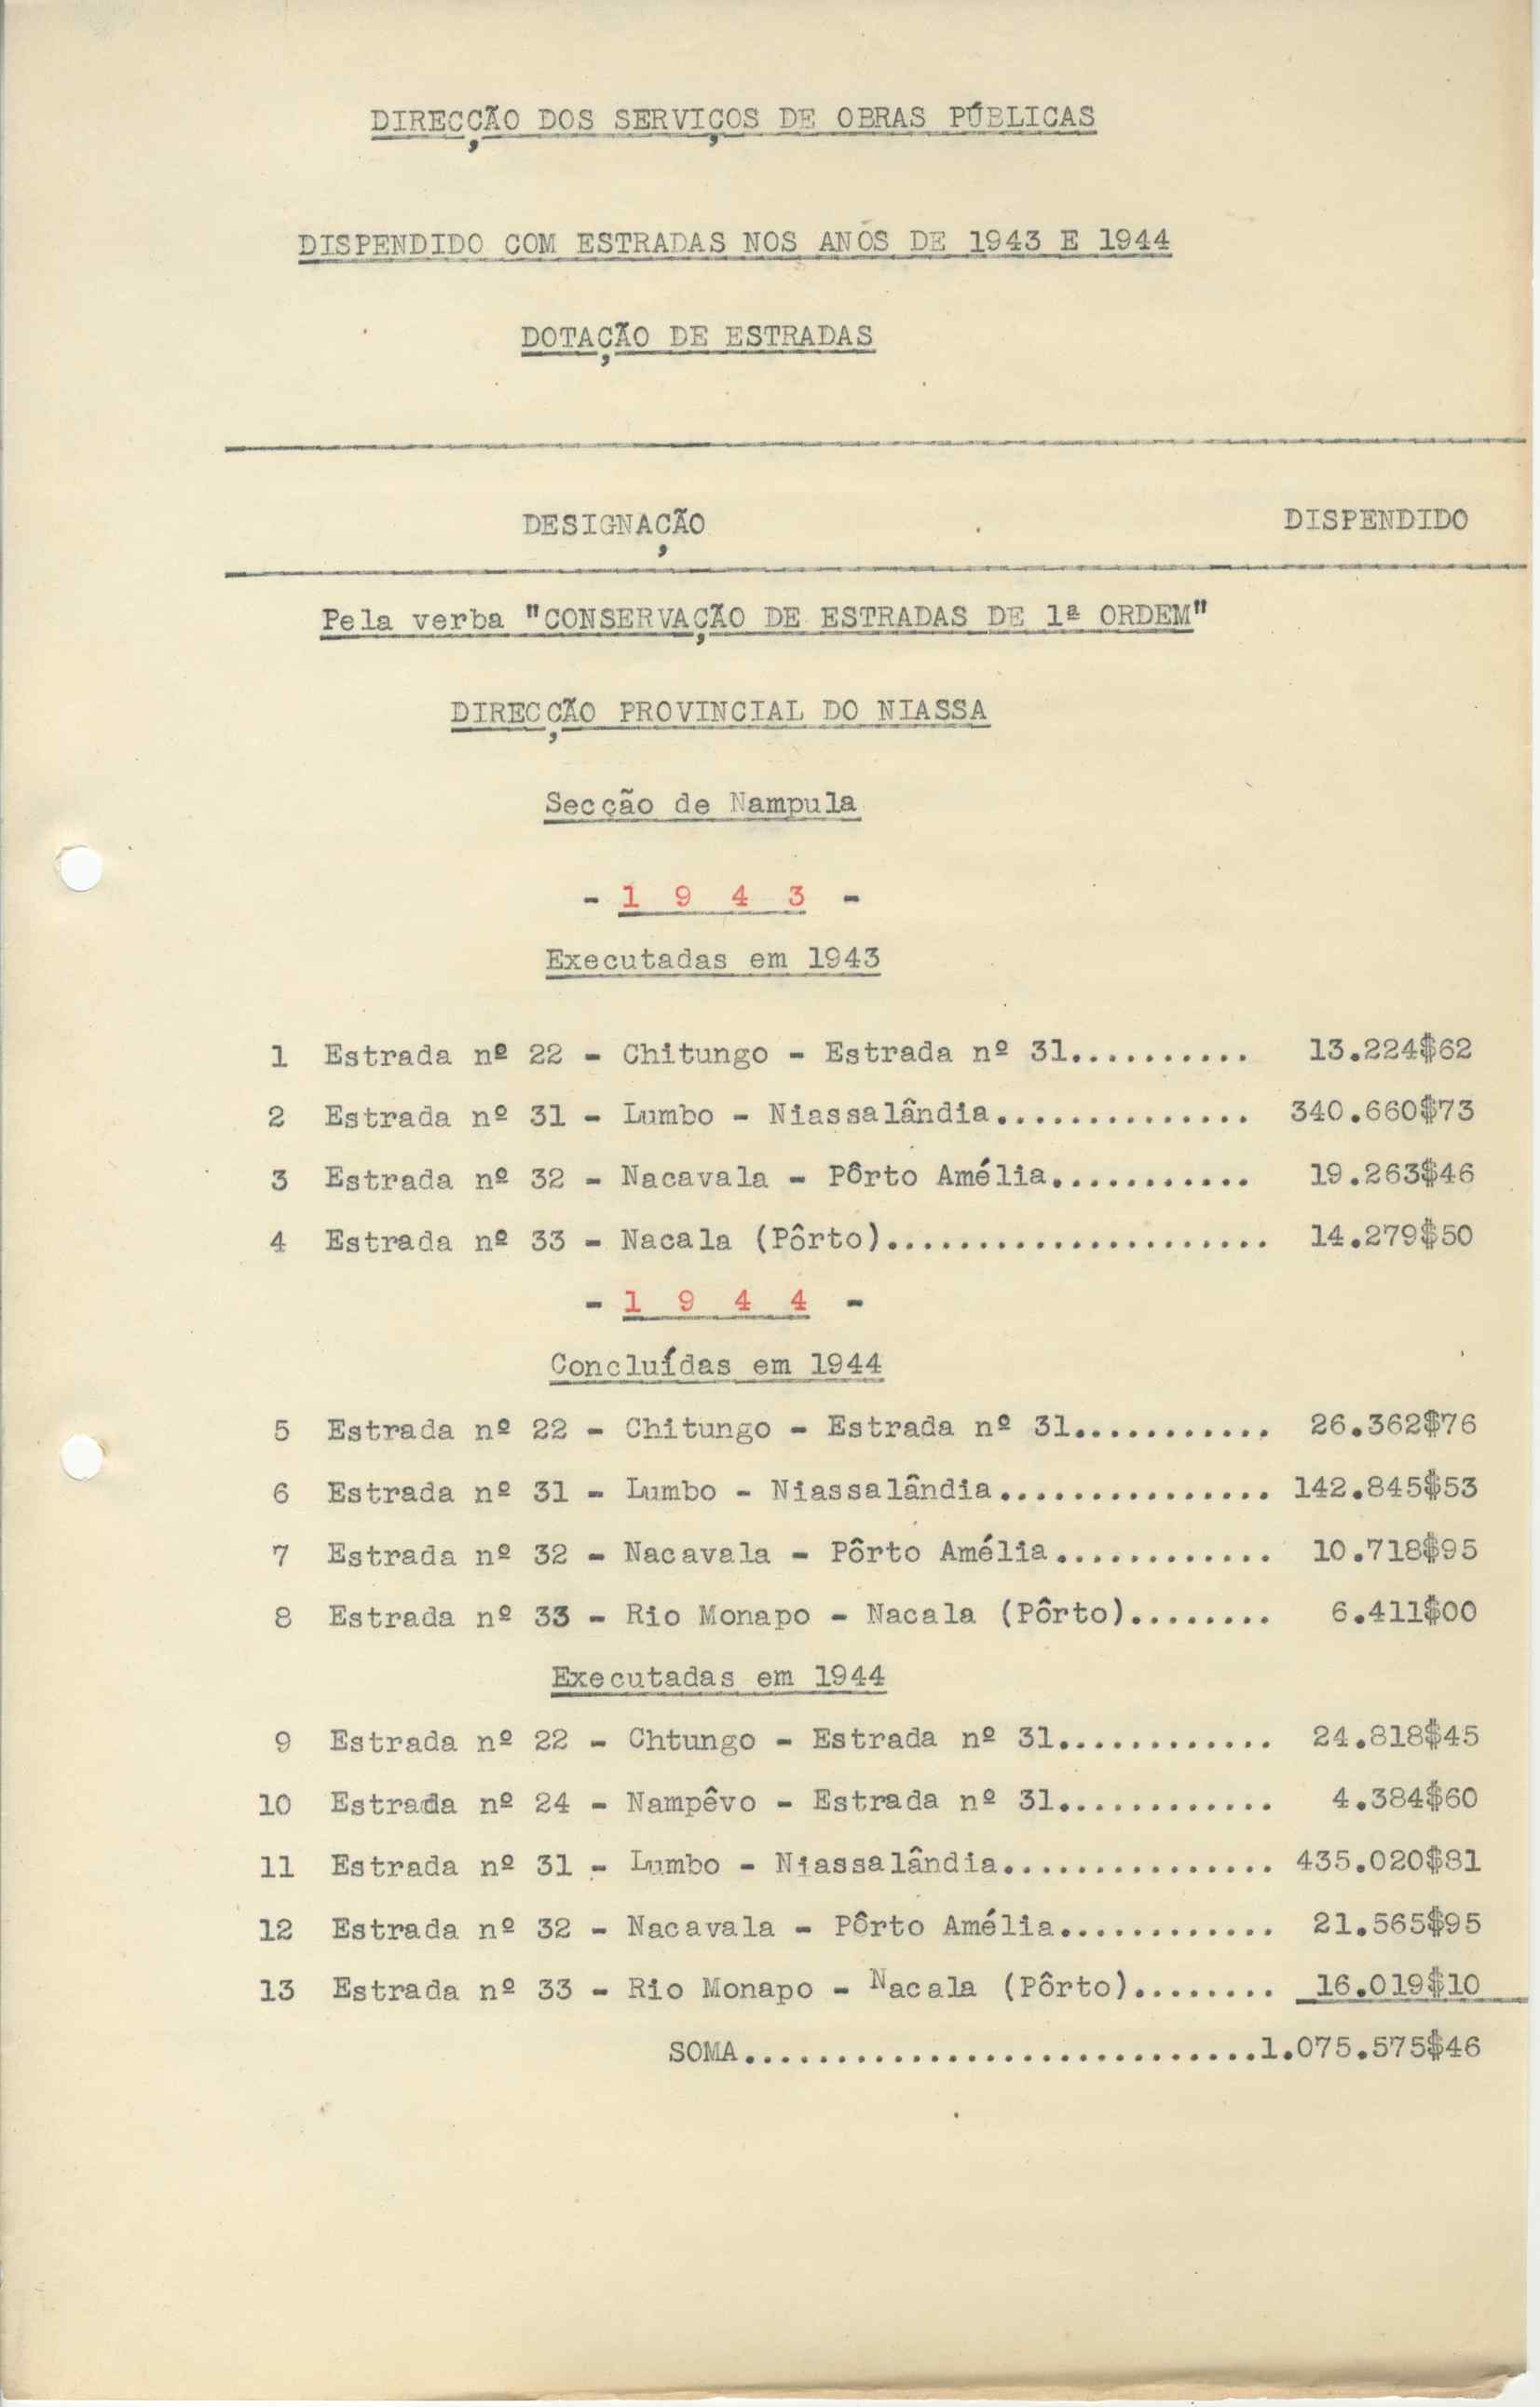 DIRECÇÃO DOS SERVIÇOS DE OBRAS PÚBLICAS
DISPENDIDO COM ESTRADAS NOS ANOS DE 1943 E 1944
DOTAÇÃO DE ESTRADAS
DESIGNAÇÃO DISPENDIDO
Pela verba "CONSERVAÇÃO DE ESTRADAS DE 1ª ORDEM"
DIRECÇÃO PROVINCIAL DO NIASSA
Secção de Nampula
- 1 9 4 3 -
Executadas em 1943
1 Estrada nº 22 - Chitungo - Estrada nº 31.......... 13.224$62
2 Estrada nº 31 - Lumbo - Niassalândia.............. 340.660$73
3 Estrada nº 32 - Nacavala - Pôrto Amélia........... 19.263$46
4 Estrada nº 33 - Nacala (Pôrto)..................... 14.279$50
- 1 9 4 4 -
Concluídas em 1944
5 Estrada nº 22 - Chitungo - Estrada nº 31........... 26.362$76
6 Estrada nº 31 - Lumbo - Niassalândia............... 142.845$53
7 Estrada nº 32 - Nacavala - Pôrto Amélia............ 10.718$95
8 Estrada nº 33 - Rio Monapo - Nacala (Pôrto)........ 6.411$00
Executadas em 1944
9 Estrada nº 22 - Chtungo - Estrada nº 31............ 24.818$45
10 Estrada nº 24 - Nampêvo - Estrada nº 31............ 4.384$60
11 Estrada nº 31 - Lumbo - Niassalândia............... 435.020$81
12 Estrada nº 32 - Nacavala - Pôrto Amélia............ 21.565$95
13 Estrada nº 33 - Rio Monapo - Nacala (Pôrto)........ 16.019$10
SOMA............................1.075.575$46